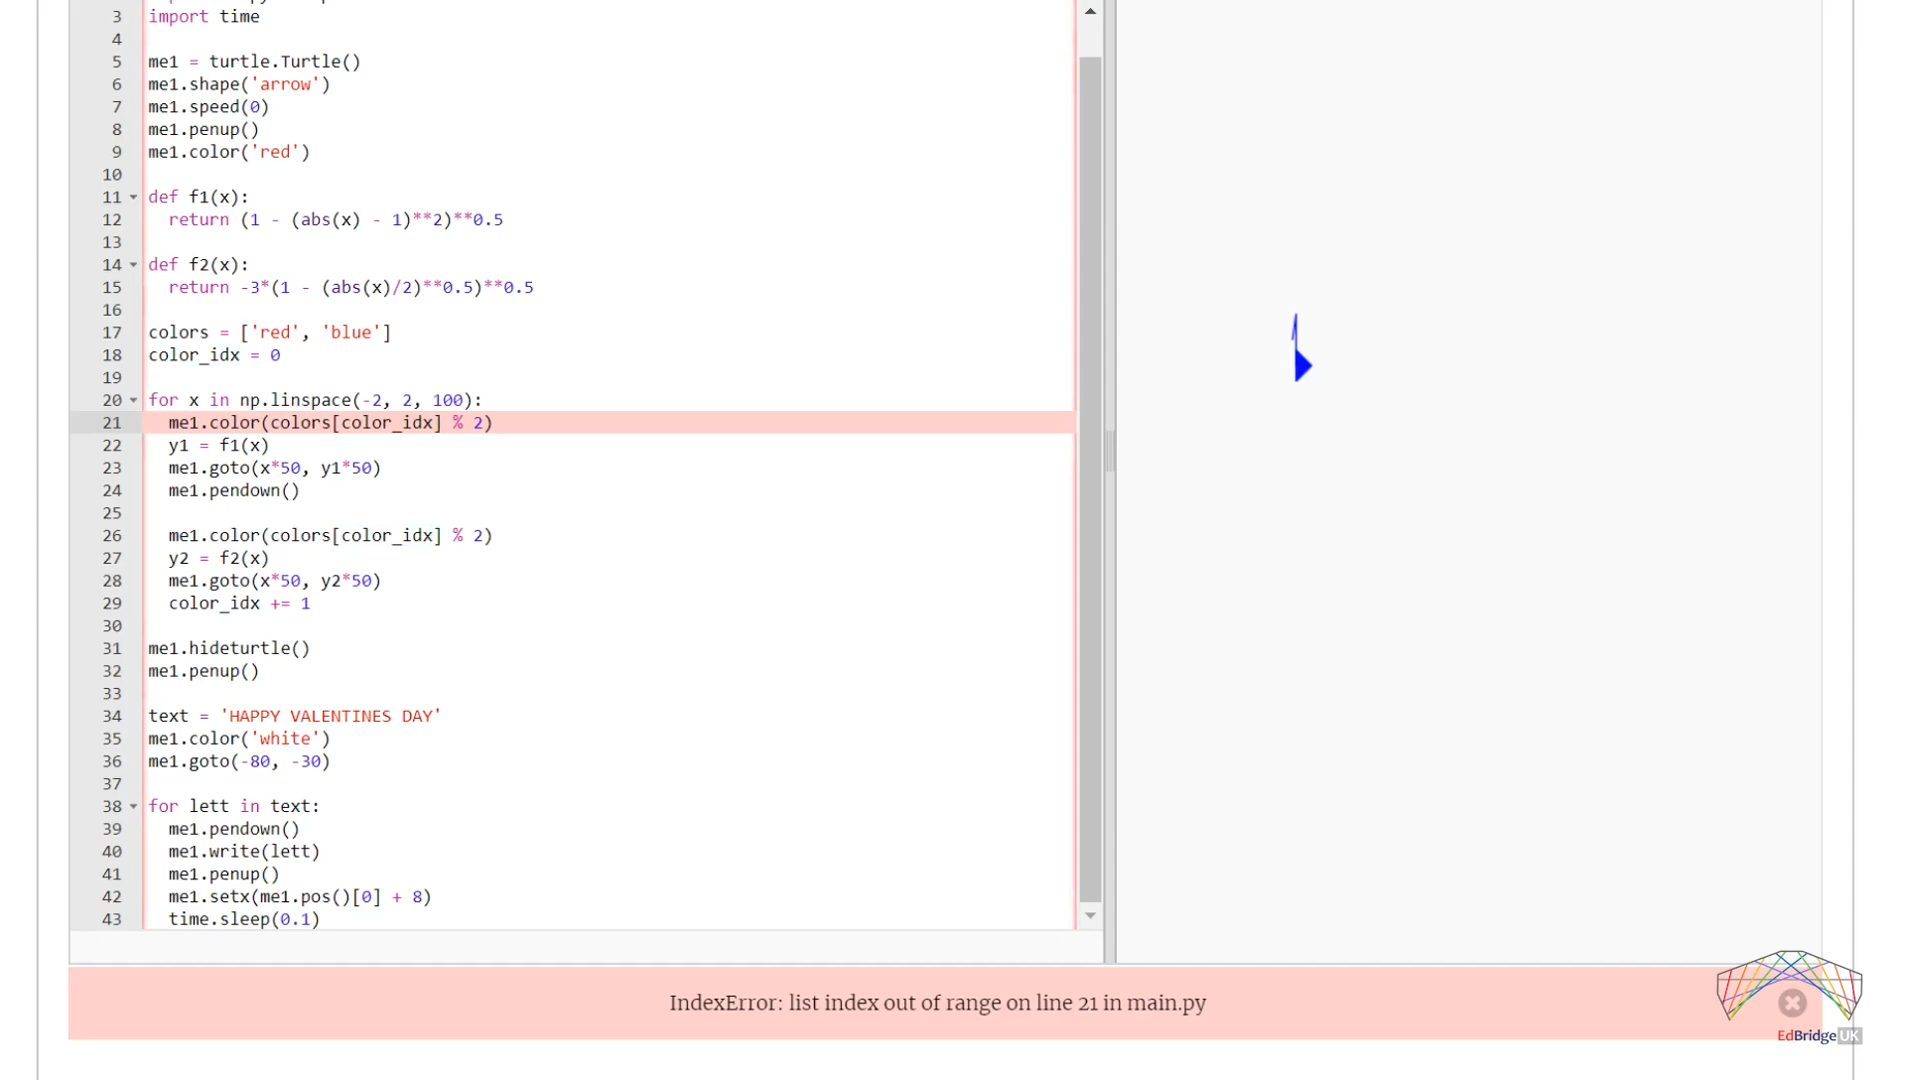 3 import time
4
5 me1 = turtle.Turtle()
6 me1.shape('arrow')
7 me1.speed(0)
8 me1.penup()
9 me1.color('red')
10
11 def f1(x):
12 return (1 - (abs(x) - 1)**2)**0.5
13
14 def f2(x):
15 return -3*(1 - (abs(x)/2)**0.5)**0.5
16
17 colors = ['red', 'blue']
18 color_idx = 0
19
20 for x in np.linspace(-2, 2, 100):
21 me1.color(colors[color_idx] % 2)
22 y1 = f1(x)
23 me1.goto(x*50, y1*50)
24 me1.pendown()
25
26 me1.color(colors[color_idx] % 2)
27 y2 = f2(x)
28 me1.goto(x*50, y2*50)
29 color_idx += 1
30
31 me1.hideturtle()
32 me1.penup()
33
34 text = 'HAPPY VALENTINES DAY'
35 me1.color('white')
36 me1.goto(-80, -30)
37
38 for lett in text:
39 me1.pendown()
40 me1.write(lett)
41 me1.penup()
42 me1.setx(me1.pos()[0] + 8)
43 time.sleep(0.1)
IndexError: list index out of range on line 21 in main.py
EdBridge UK